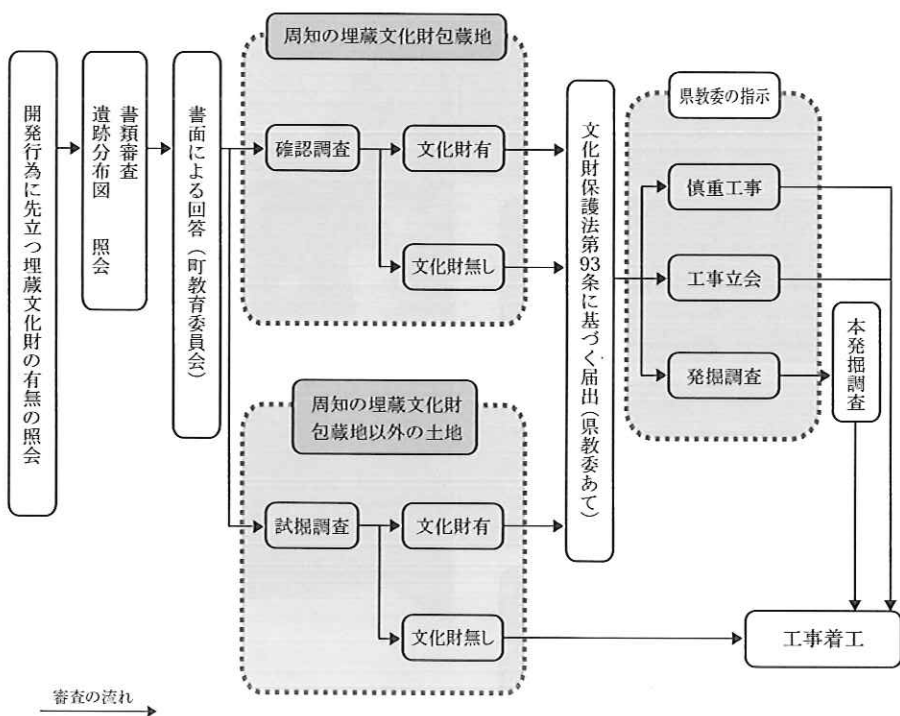 開発行為に先立つ埋蔵文化財の有無の照会
書類審査
遺跡分布図 照会
書面による回答(町教育委員会)
周知の埋蔵文化財包蔵地
確認調査
文化財有
文化財無し
周知の埋蔵文化財
包蔵地以外の土地
試掘調査
文化財有
文化財無し
文化財保護法第93条に基づく届出(県教委あて)
県教委の指示
慎重工事
工事立会
発掘調査
本発掘調査
工事着工
審査の流れ